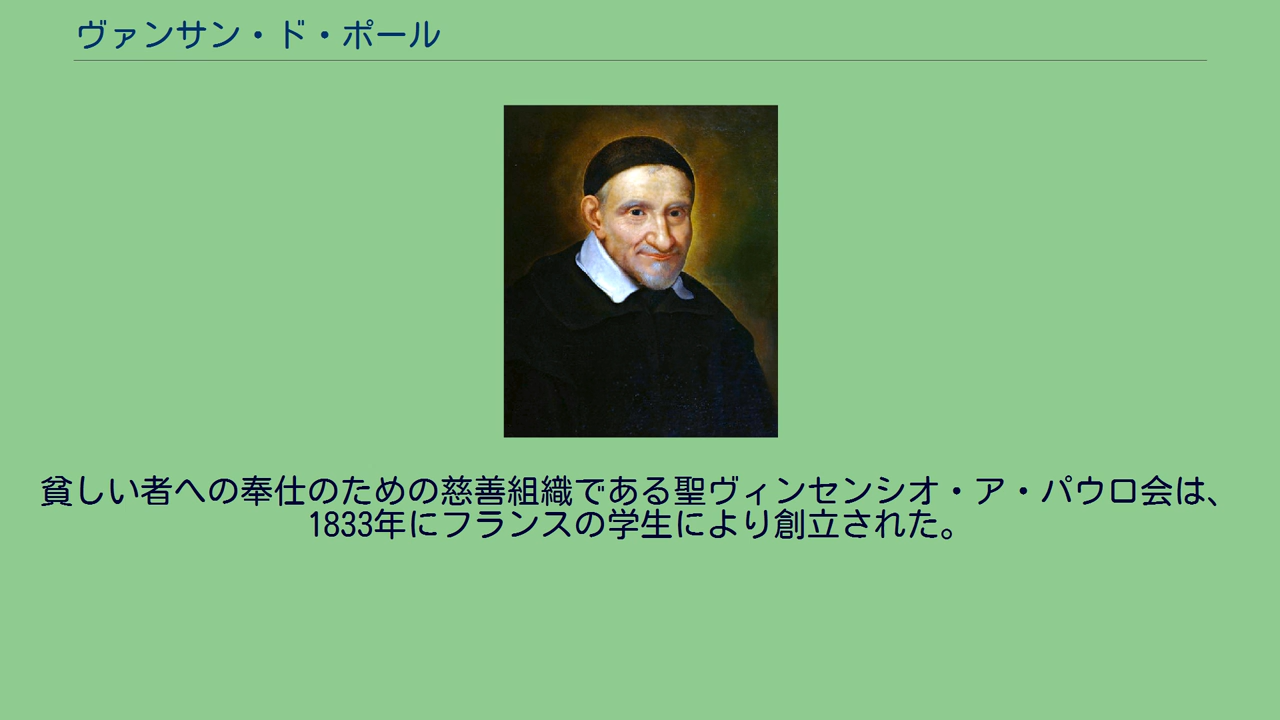 ヴァンサン・ド・ポール
貧しい者への奉仕のための慈善組織である聖ヴィンセンシオ・ア・パウロ会は、
1833年にフランスの学生により創立された。